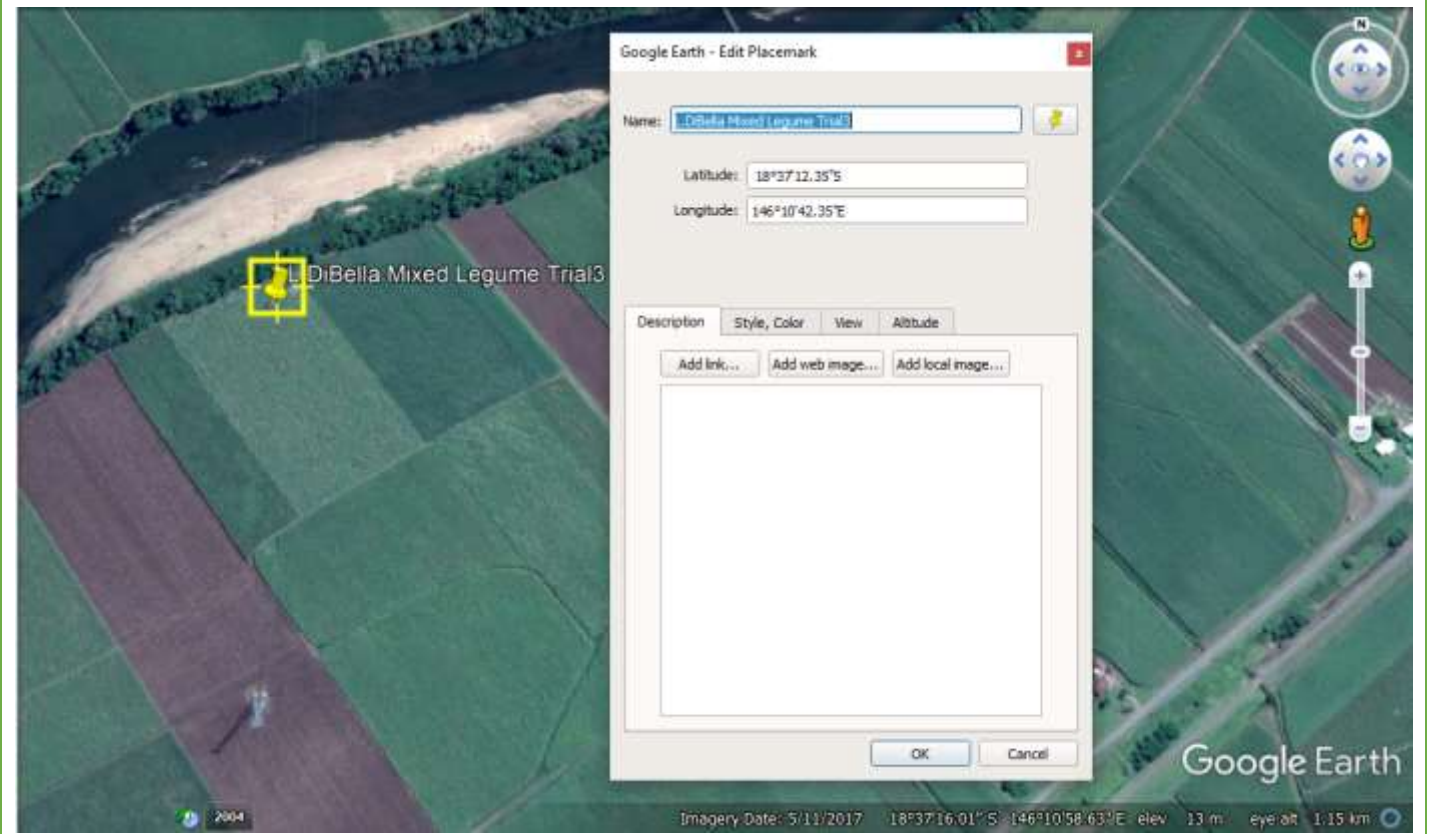 N
Google Earth - Edit Placemark
Name: L.DiBella Mixed Legume Trial3
Latitude: 18°37'12.35"S
Longitude: 146°10'42.35"E
L.DiBella Mixed Legume Trial3
Description Style, Color View Altitude
Add link... Add web image... Add local image...
OK Cancel
Google Earth
2004 Imagery Date: 5/11/2017 18°37'16.01" S 146°10'58.63" E elev 13 m eye alt 1.15 km